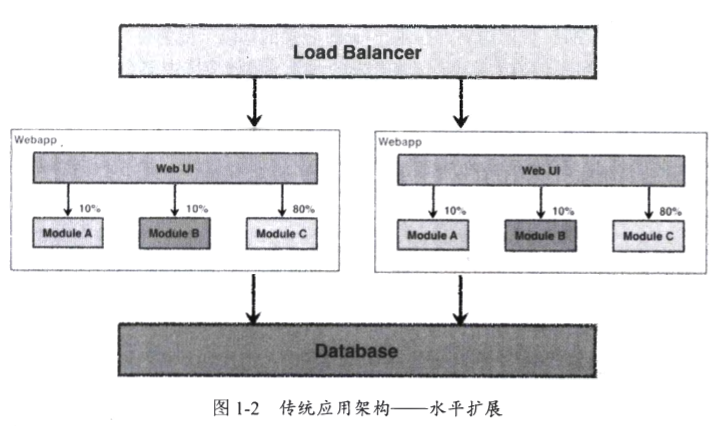 Load Balancer
Webapp
Web UI
10% 10% 80%
Module A Module B Module C
Webapp
Web UI
10% 10% 80%
Module A Module B Module C
Database
图 1-2 传统应用架构——水平扩展